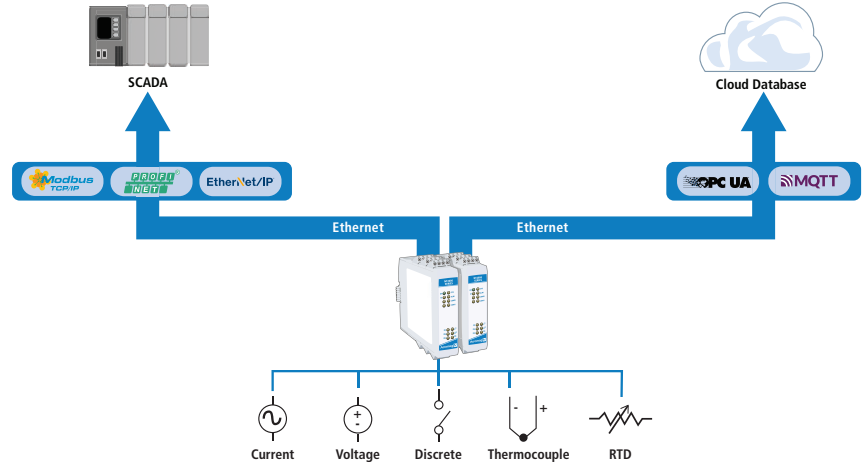 SCADA
Cloud Database
Modbus
TCP/IP
PROFI
NET
EtherNet/IP
OPC UA
MQTT
Ethernet
Ethernet
- +
+
-
Current
Voltage
Discrete
Thermocouple
RTD